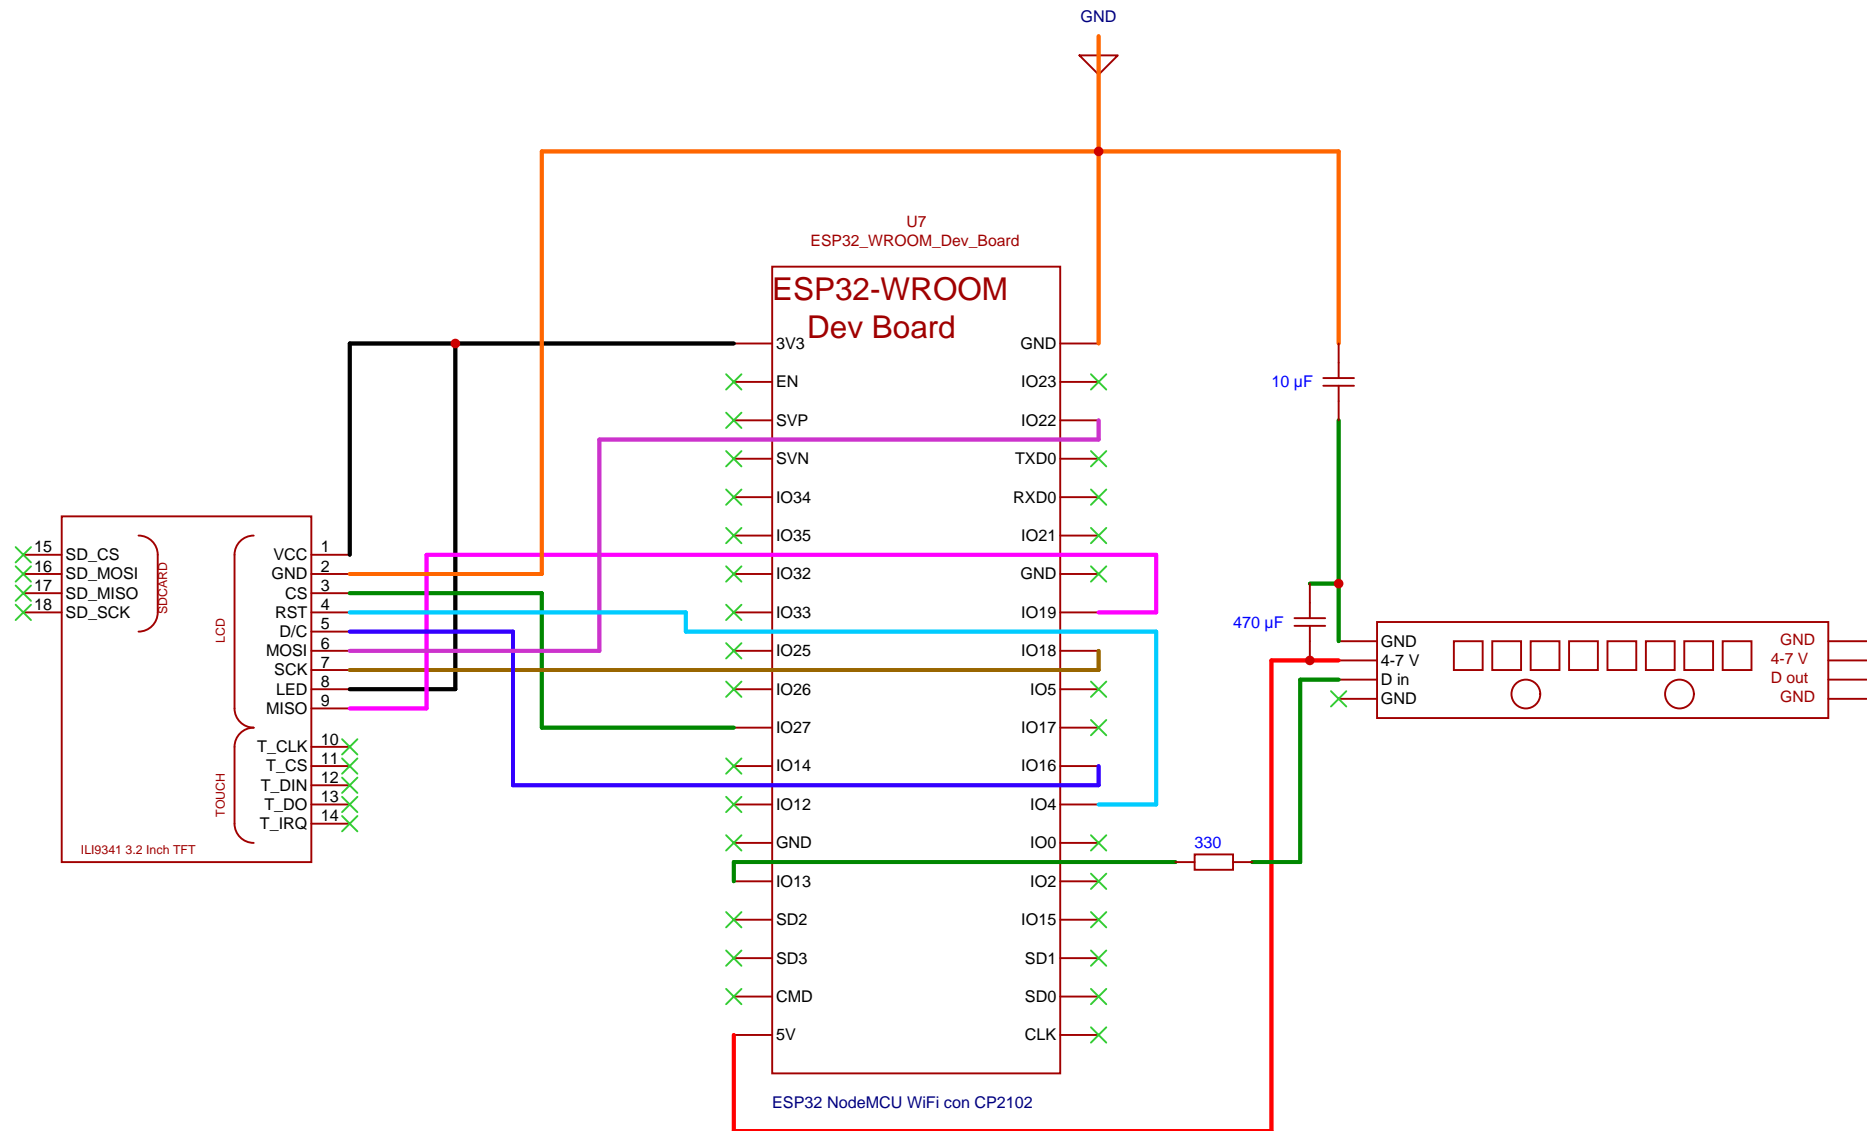 GND
U7
ESP32_WROOM_Dev_Board
ESP32-WROOM
Dev Board
3V3
EN
SVP
SVN
IO34
IO35
IO32
IO33
IO25
IO26
IO27
IO14
IO12
GND
IO13
SD2
SD3
CMD
5V
GND
IO23
IO22
TXD0
RXD0
IO21
GND
IO19
IO18
IO5
IO17
IO16
IO4
IO0
IO2
IO15
SD1
SD0
CLK
ESP32 NodeMCU WiFi con CP2102
15 SD_CS
16 SD_MOSI
17 SD_MISO
18 SD_SCK
SDCARD
LCD
VCC 1
GND 2
CS 3
RST 4
D/C 5
MOSI 6
SCK 7
LED 8
MISO 9
TOUCH
T_CLK 10
T_CS 11
T_DIN 12
T_DO 13
T_IRQ 14
ILI9341 3.2 Inch TFT
10 µF
470 µF
330
GND
4-7 V
D in
GND
GND
4-7 V
D out
GND